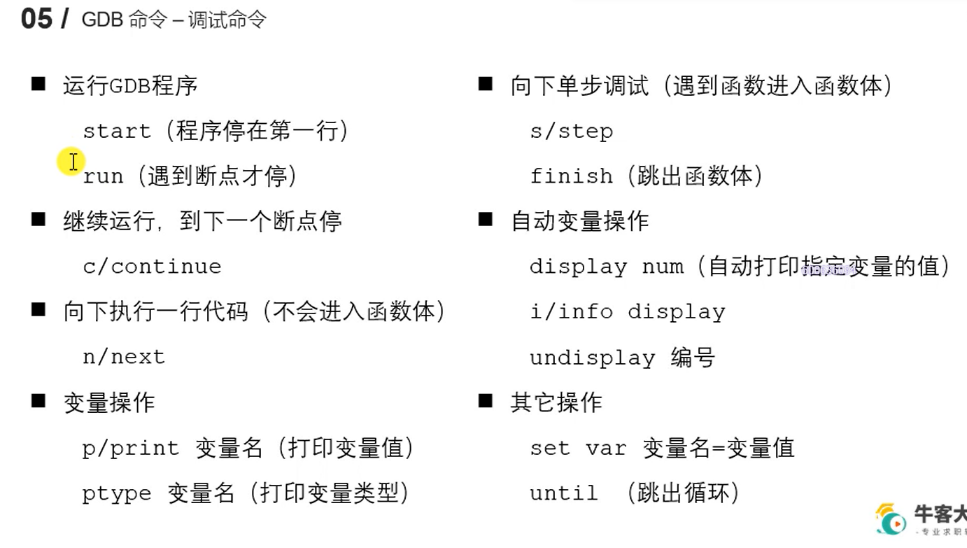 05 / GDB 命令 – 调试命令
运行GDB程序
start（程序停在第一行）
run（遇到断点才停）
继续运行，到下一个断点停
c/continue
向下执行一行代码（不会进入函数体）
n/next
变量操作
p/print 变量名（打印变量值）
ptype 变量名（打印变量类型）
向下单步调试（遇到函数进入函数体）
s/step
finish（跳出函数体）
自动变量操作
display num（自动打印指定变量的值）
i/info display
undisplay 编号
其它操作
set var 变量名=变量值
until （跳出循环）
牛客大
-专业求职